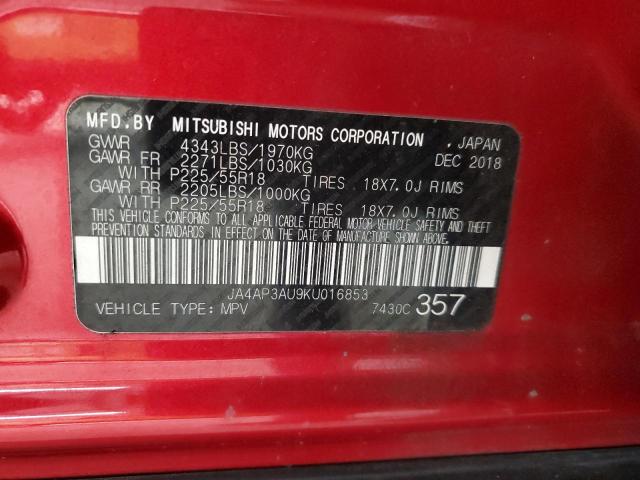 MFD.BY MITSUBISHI MOTORS CORPORATION , JAPAN
GVWR 4343LBS/1970KG DEC 2018
GAWR FR 2271LBS/1030KG
WITH P225/55R18 TIRES 18X7.0J RIMS
GAWR RR 2205LBS/1000KG
WITH P225/55R18 TIRES 18X7.0J RIMS
THIS VEHICLE CONFORMS TO ALL APPLICABLE FEDERAL MOTOR VEHICLE SAFETY AND THEFT
PREVENTION STANDARDS IN EFFECT ON THE DATE OF MANUFACTURE SHOWN ABOVE.
JA4AP3AU9KU016853
VEHICLE TYPE: MPV 7430C 357